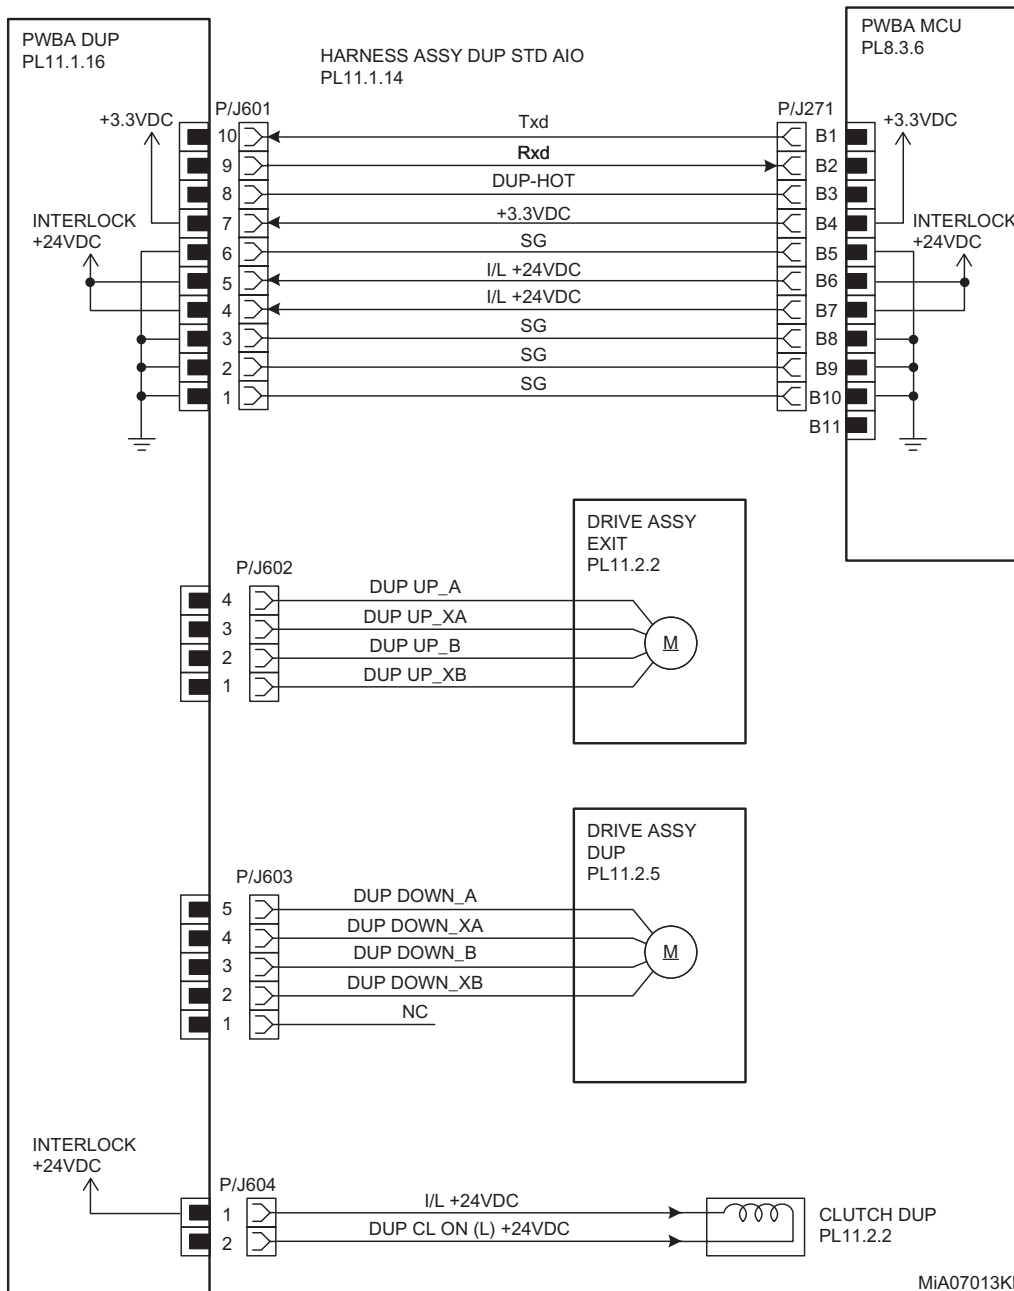 PWBA DUP
PL11.1.16
HARNESS ASSY DUP STD AIO
PL11.1.14
PWBA MCU
PL8.3.6
P/J601
P/J271
+3.3VDC
+3.3VDC
10 Txd B1
9 Rxd B2
8 DUP-HOT B3
7 +3.3VDC B4
INTERLOCK
+24VDC
INTERLOCK
+24VDC
6 SG B5
5 I/L +24VDC B6
4 I/L +24VDC B7
3 SG B8
2 SG B9
1 SG B10
B11
DRIVE ASSY
EXIT
PL11.2.2
P/J602
4 DUP UP_A
3 DUP UP_XA
2 DUP UP_B
1 DUP UP_XB
M
DRIVE ASSY
DUP
PL11.2.5
P/J603
5 DUP DOWN_A
4 DUP DOWN_XA
3 DUP DOWN_B
2 DUP DOWN_XB
1 NC
M
INTERLOCK
+24VDC
P/J604
1 I/L +24VDC
2 DUP CL ON (L) +24VDC
CLUTCH DUP
PL11.2.2